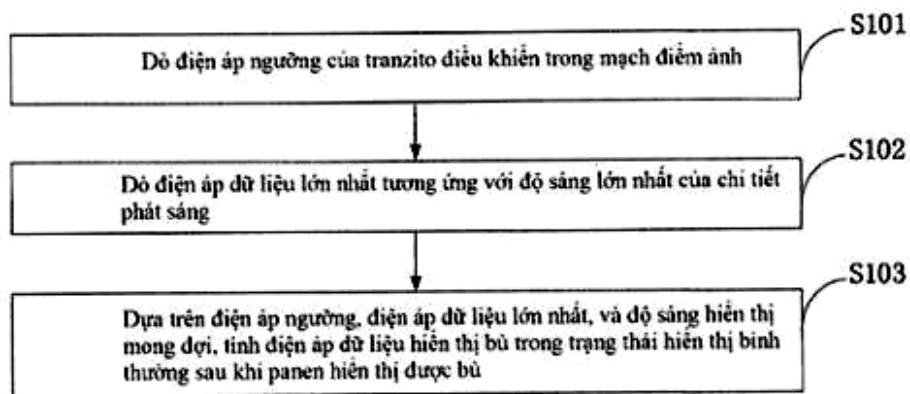 S101
Dò điện áp ngưỡng của tranzito điều khiển trong mạch điểm ảnh
S102
Dò điện áp dữ liệu lớn nhất tương ứng với độ sáng lớn nhất của chi tiết
phát sáng
S103
Dựa trên điện áp ngưỡng, điện áp dữ liệu lớn nhất, và độ sáng hiển thị
mong đợi, tính điện áp dữ liệu hiển thị bù trong trạng thái hiển thị bình
thường sau khi panen hiển thị được bù